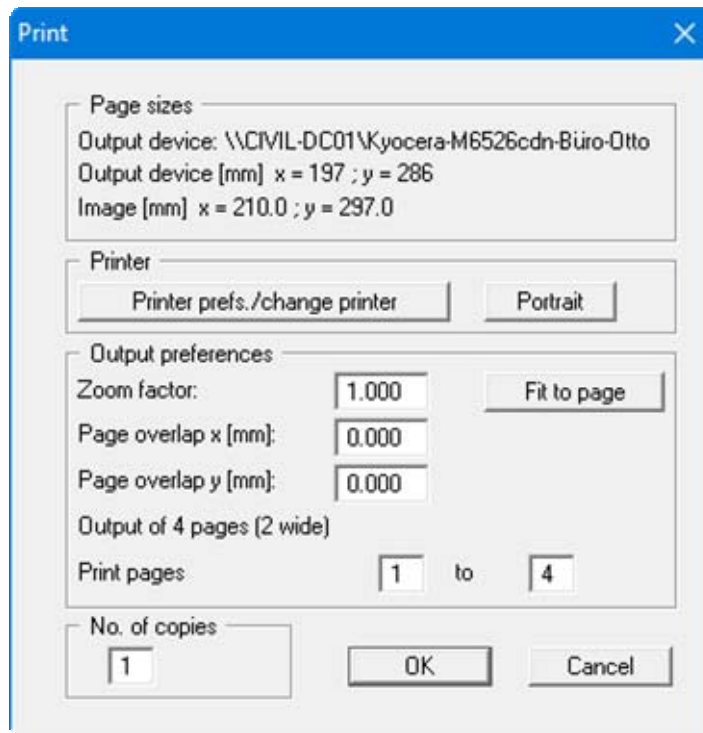 Print
Page sizes
Output device: \\CIVIL-DC01\Kyocera-M6526cdn-Büro-Otto
Output device [mm] x = 197 ; y = 286
Image [mm] x = 210.0 ; y = 297.0
Printer
Printer prefs./change printer Portrait
Output preferences
Zoom factor: 1.000 Fit to page
Page overlap x [mm]: 0.000
Page overlap y [mm]: 0.000
Output of 4 pages (2 wide)
Print pages 1 to 4
No. of copies
1 OK Cancel